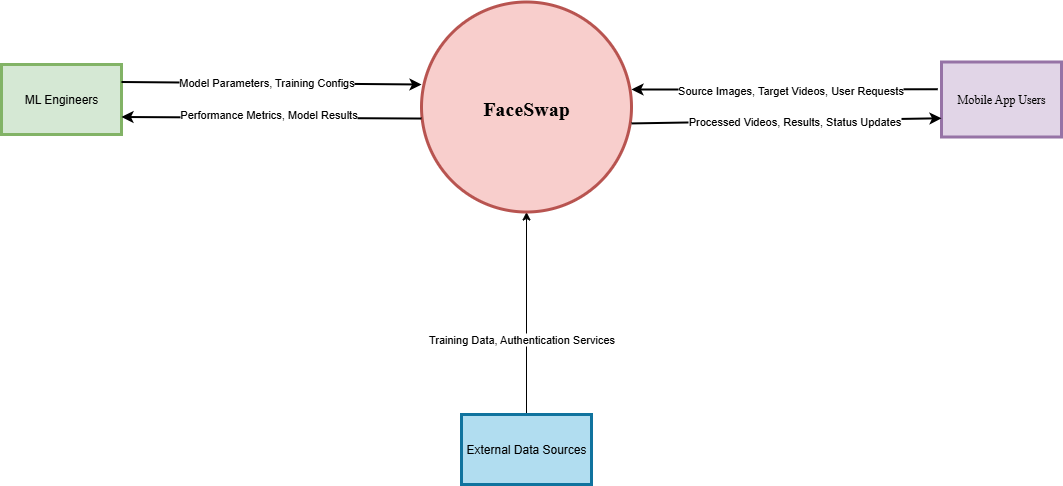 Model Parameters, Training Configs
Source Images, Target Videos, User Requests
ML Engineers
FaceSwap
Mobile App Users
Performance Metrics, Model Results
Processed Videos, Results, Status Updates
Training Data, Authentication Services
External Data Sources